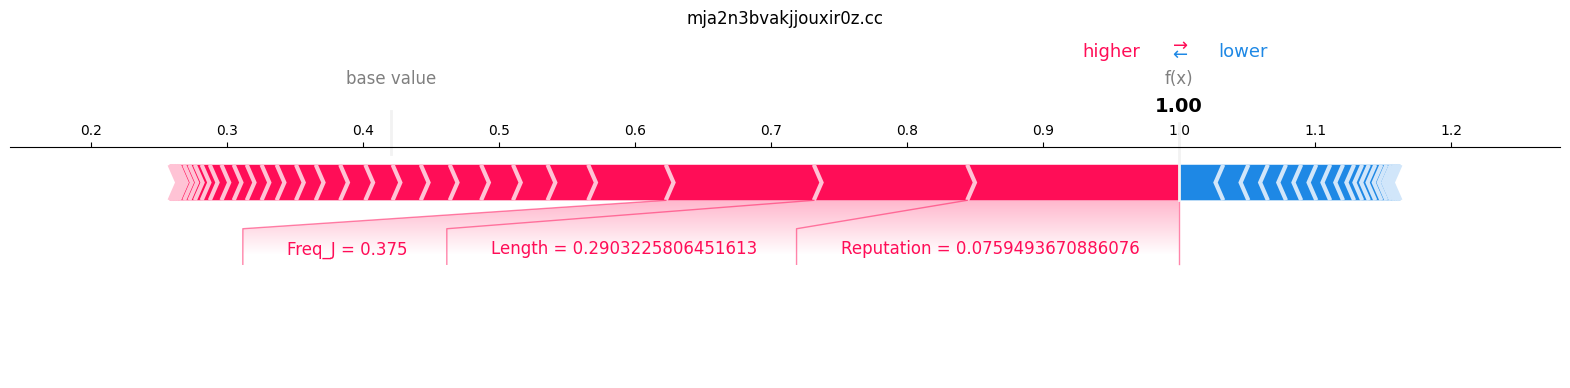 mja2n3bvakjjouxir0z.cc
higher ⇄ lower
base value f(x)
1.00
0.2 0.3 0.4 0.5 0.6 0.7 0.8 0.9 1.0 1.1 1.2
Freq_J = 0.375 Length = 0.2903225806451613 Reputation = 0.0759493670886076